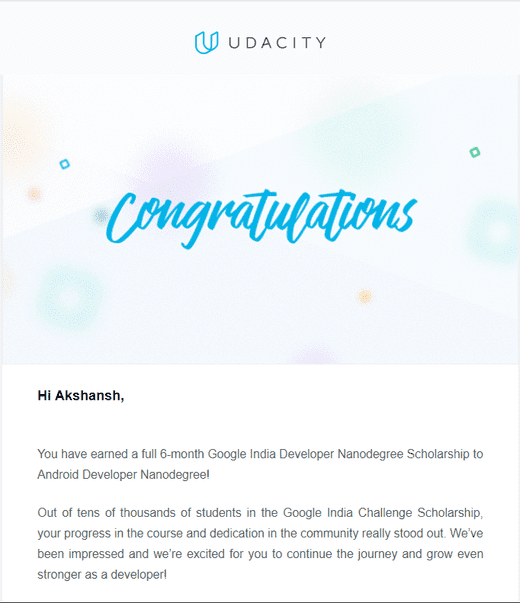 UDACITY
Congratulations
Hi Akshansh,
You have earned a full 6-month Google India Developer Nanodegree Scholarship to
Android Developer Nanodegree!
Out of tens of thousands of students in the Google India Challenge Scholarship,
your progress in the course and dedication in the community really stood out. We’ve
been impressed and we’re excited for you to continue the journey and grow even
stronger as a developer!